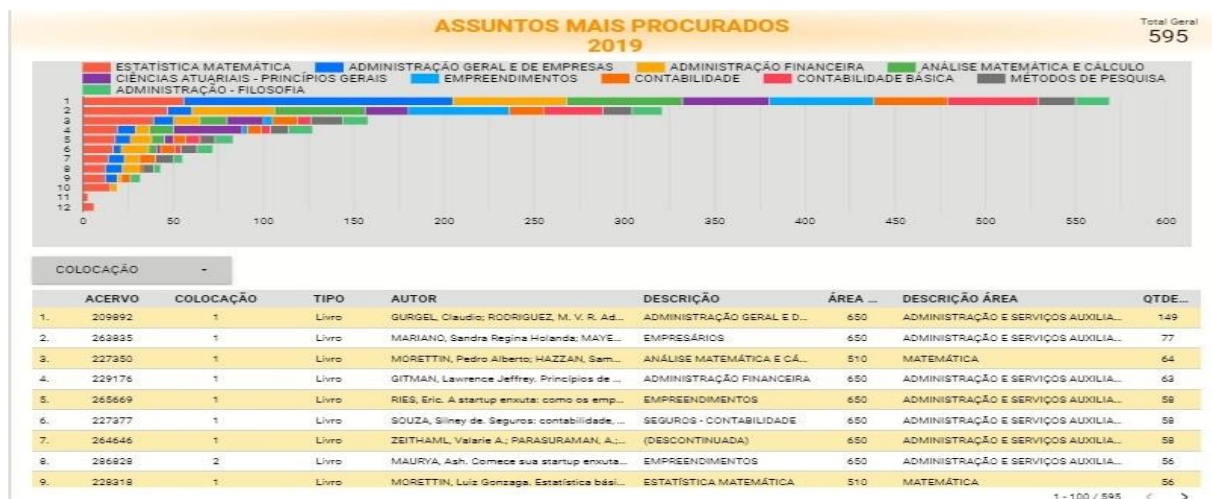 ASSUNTOS MAIS PROCURADOS
2019
Total Geral
595
ESTATÍSTICA MATEMÁTICA ADMINISTRAÇÃO GERAL E DE EMPRESAS ADMINISTRAÇÃO FINANCEIRA ANÁLISE MATEMÁTICA E CÁLCULO
CIÊNCIAS ATUARIAIS - PRINCÍPIOS GERAIS EMPREENDIMENTOS CONTABILIDADE CONTABILIDADE BÁSICA MÉTODOS DE PESQUISA
ADMINISTRAÇÃO - FILOSOFIA
1
2
3
4
5
6
7
8
9
10
11
12
0 50 100 150 200 250 300 350 400 450 500 550 600
COLOCAÇÃO -
ACERVO COLOCAÇÃO TIPO AUTOR DESCRIÇÃO ÁREA ... DESCRIÇÃO ÁREA QTDE...
1. 209892 1 Livro GURGEL, Claudio; RODRIGUEZ, M. V. R. Ad... ADMINISTRAÇÃO GERAL E D... 650 ADMINISTRAÇÃO E SERVIÇOS AUXILIA... 149
2. 263835 1 Livro MARIANO, Sandra Regina Holanda; MAYE... EMPRESÁRIOS 650 ADMINISTRAÇÃO E SERVIÇOS AUXILIA... 77
3. 227350 1 Livro MORETTIN, Pedro Alberto; HAZZAN, Sam... ANÁLISE MATEMÁTICA E CÁ... 510 MATEMÁTICA 64
4. 229176 1 Livro GITMAN, Lawrence Jeffrey. Princípios de ... ADMINISTRAÇÃO FINANCEIRA 650 ADMINISTRAÇÃO E SERVIÇOS AUXILIA... 63
5. 265669 1 Livro RIES, Eric. A startup enxuta: como os emp... EMPREENDIMENTOS 650 ADMINISTRAÇÃO E SERVIÇOS AUXILIA... 58
6. 227377 1 Livro SOUZA, Silney de. Seguros: contabilidade, ... SEGUROS - CONTABILIDADE 650 ADMINISTRAÇÃO E SERVIÇOS AUXILIA... 58
7. 264646 1 Livro ZEITHAML, Valarie A.; PARASURAMAN, A.;... (DESCONTINUADA) 650 ADMINISTRAÇÃO E SERVIÇOS AUXILIA... 58
8. 286828 2 Livro MAURYA, Ash. Comece sua startup enxuta... EMPREENDIMENTOS 650 ADMINISTRAÇÃO E SERVIÇOS AUXILIA... 56
9. 228318 1 Livro MORETTIN, Luiz Gonzaga. Estatística bási... ESTATÍSTICA MATEMÁTICA 510 MATEMÁTICA 56
1 - 100 / 595 < >